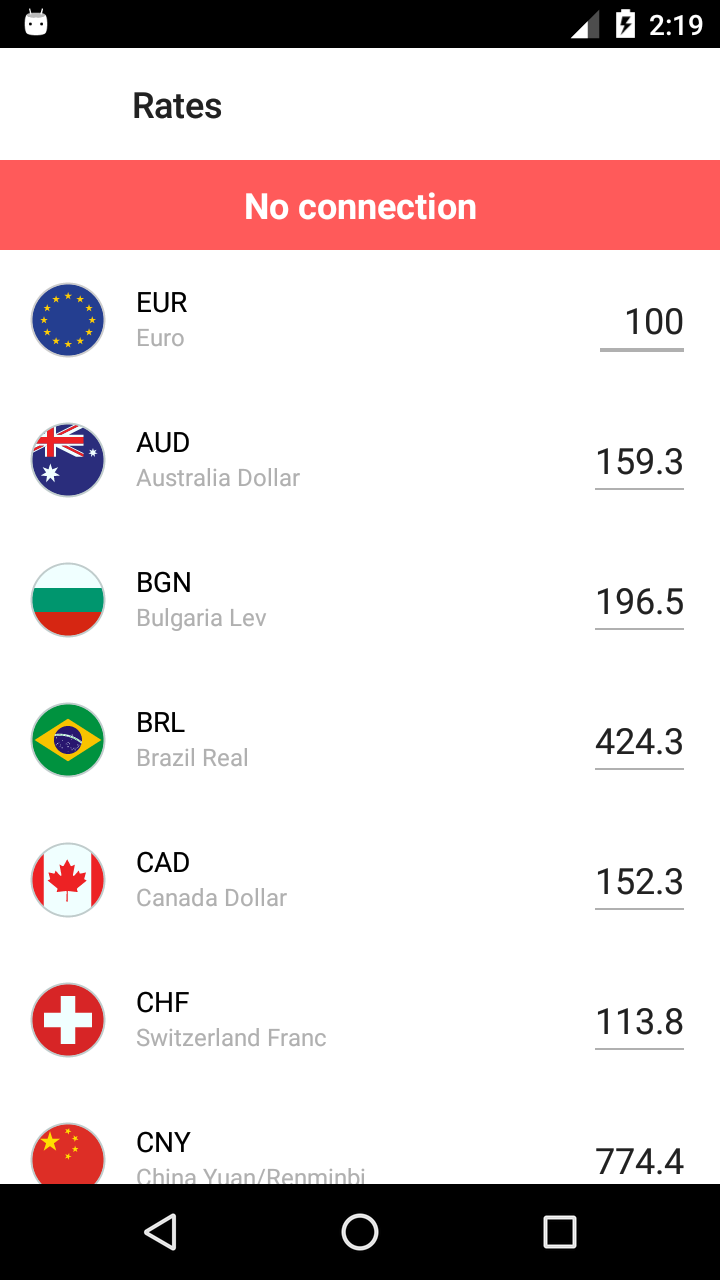 2:19
Rates
No connection
EUR
Euro
100
AUD
Australia Dollar
159.3
BGN
Bulgaria Lev
196.5
BRL
Brazil Real
424.3
CAD
Canada Dollar
152.3
CHF
Switzerland Franc
113.8
CNY
China Yuan/Renminbi
774.4